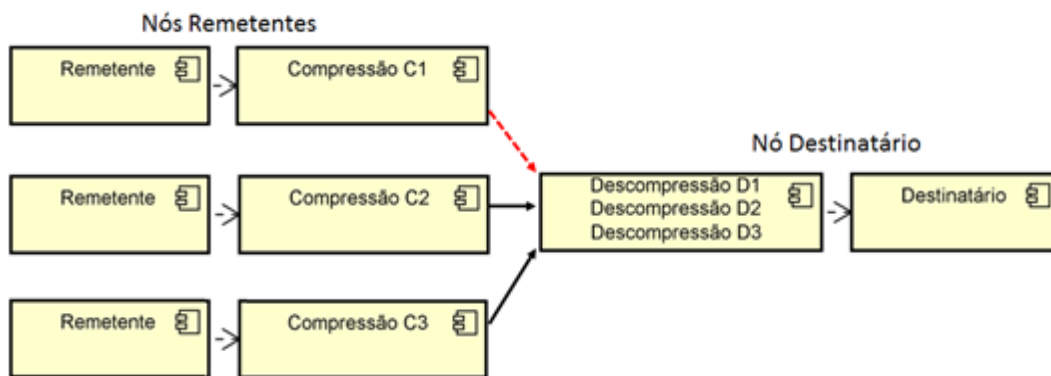 Nós Remetentes
Remetente
Compressão C1
Nó Destinatário
Remetente
Compressão C2
Descompressão D1
Descompressão D2
Descompressão D3
Destinatário
Remetente
Compressão C3